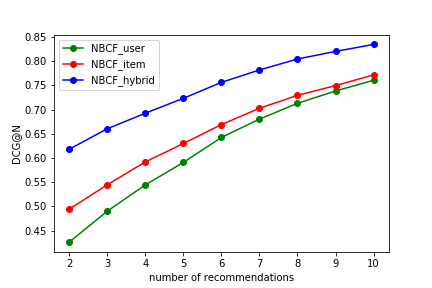 0.85
0.80
0.75
0.70
0.65
0.60
0.55
0.50
0.45
DCG@N
NBCF_user
NBCF_item
NBCF_hybrid
2 3 4 5 6 7 8 9 10
number of recommendations